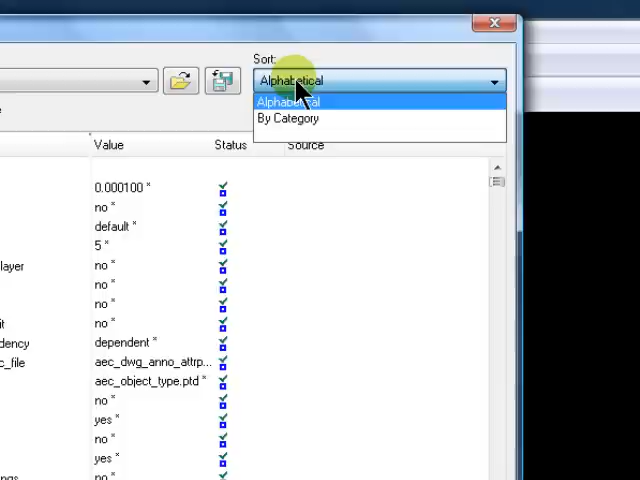 Sort:
Alphabetical
Alphabetical
By Category
Value Status Source
0.000100 *
no *
default *
5 *
layer no *
no *
no *
it no *
dency dependent *
c_file aec_dwg_anno_attrp...
aec_object_type.ptd *
no *
yes *
no *
yes *
ngs no *